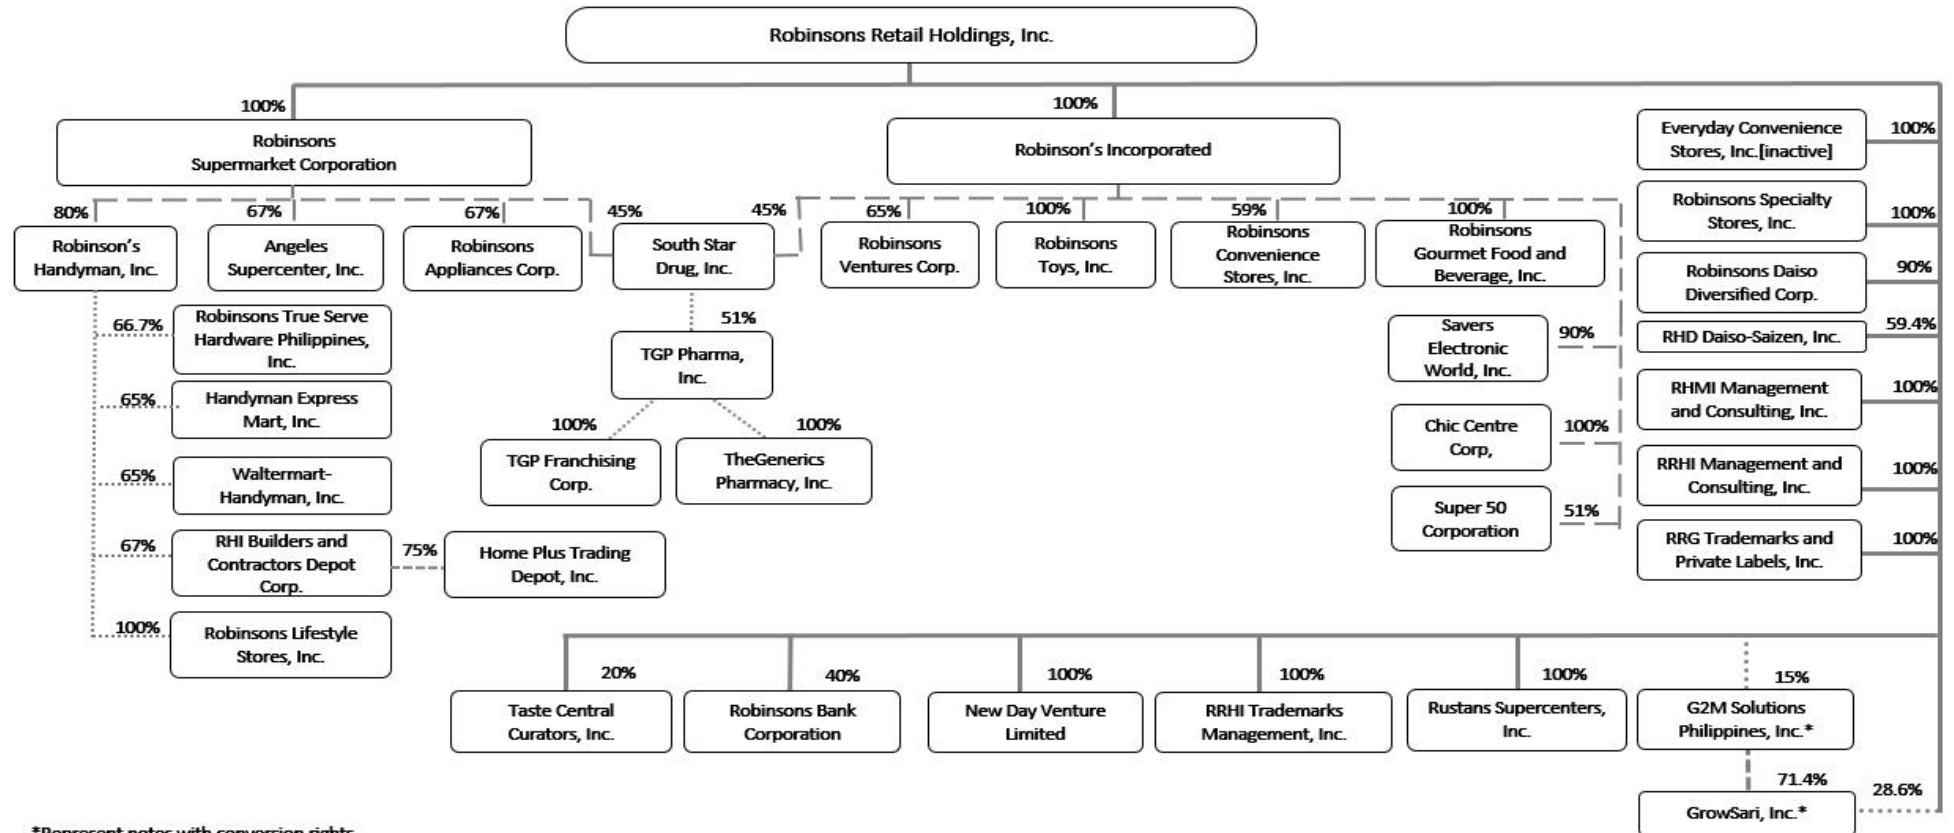 Robinsons Retail Holdings, Inc.
100%
Robinsons
Supermarket Corporation
100%
Robinson's Incorporated
80%
Robinson's
Handyman, Inc.
67%
Angeles
Supercenter, Inc.
67%
Robinsons
Appliances Corp.
45%
45%
South Star
Drug, Inc.
65%
Robinsons
Ventures Corp.
100%
Robinsons
Toys, Inc.
59%
Robinsons
Convenience
Stores, Inc.
100%
Robinsons
Gourmet Food and
Beverage, Inc.
66.7%
Robinsons True Serve
Hardware Philippines,
Inc.
65%
Handyman Express
Mart, Inc.
65%
Waltermart-
Handyman, Inc.
67%
RHI Builders and
Contractors Depot
Corp.
75%
Home Plus Trading
Depot, Inc.
100%
Robinsons Lifestyle
Stores, Inc.
51%
TGP Pharma,
Inc.
100%
TGP Franchising
Corp.
100%
TheGenerics
Pharmacy, Inc.
Savers
Electronic
World, Inc.
90%
Chic Centre
Corp,
100%
Super 50
Corporation
51%
Everyday Convenience
Stores, Inc.[inactive]
100%
Robinsons Specialty
Stores, Inc.
100%
Robinsons Daiso
Diversified Corp.
90%
RHD Daiso-Saizen, Inc.
59.4%
RHMI Management
and Consulting, Inc.
100%
RRHI Management and
Consulting, Inc.
100%
RRG Trademarks and
Private Labels, Inc.
100%
20%
Taste Central
Curators, Inc.
40%
Robinsons Bank
Corporation
100%
New Day Venture
Limited
100%
RRHI Trademarks
Management, Inc.
100%
Rustans Supercenters,
Inc.
15%
G2M Solutions
Philippines, Inc.*
71.4%
GrowSari, Inc.*
28.6%
*Represent notes with conversion rights